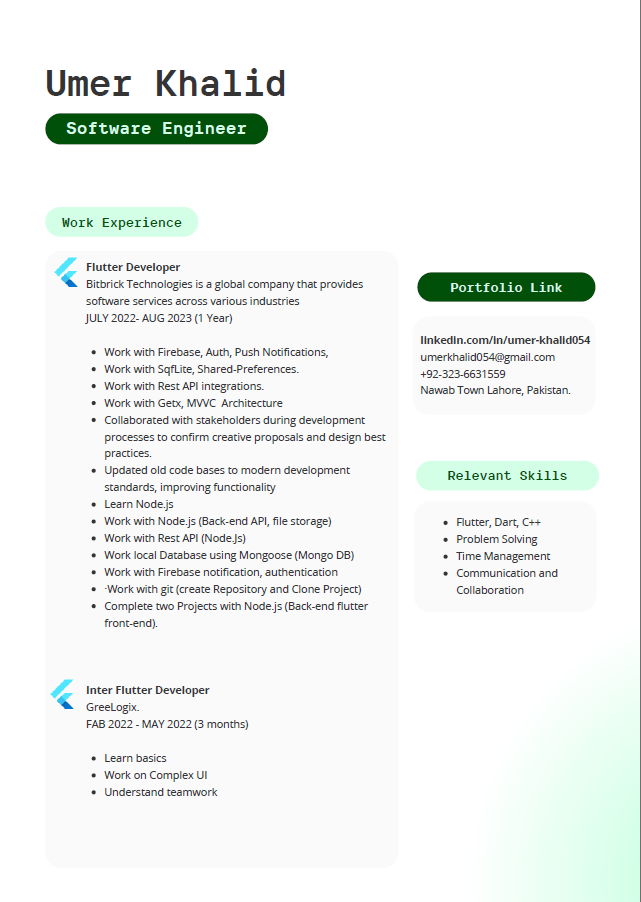 Umer Khalid
Software Engineer
Work Experience
Flutter Developer
Bitbrick Technologies is a global company that provides
software services across various industries
JULY 2022- AUG 2023 (1 Year)
• Work with Firebase, Auth, Push Notifications,
• Work with SqfLite, Shared-Preferences.
• Work with Rest API integrations.
• Work with Getx, MVVC  Architecture
• Collaborated with stakeholders during development
processes to confirm creative proposals and design best
practices.
• Updated old code bases to modern development
standards, improving functionality
• Learn Node.js
• Work with Node.js (Back-end API, file storage)
• Work with Rest API (Node.Js)
• Work local Database using Mongoose (Mongo DB)
• Work with Firebase notification, authentication
• ·Work with git (create Repository and Clone Project)
• Complete two Projects with Node.js (Back-end flutter
front-end).
Inter Flutter Developer
GreeLogix.
FAB 2022 - MAY 2022 (3 months)
• Learn basics
• Work on Complex UI
• Understand teamwork
Portfolio Link
linkedin.com/in/umer-khalid054
umerkhalid054@gmail.com
+92-323-6631559
Nawab Town Lahore, Pakistan.
Relevant Skills
• Flutter, Dart, C++
• Problem Solving
• Time Management
• Communication and
Collaboration